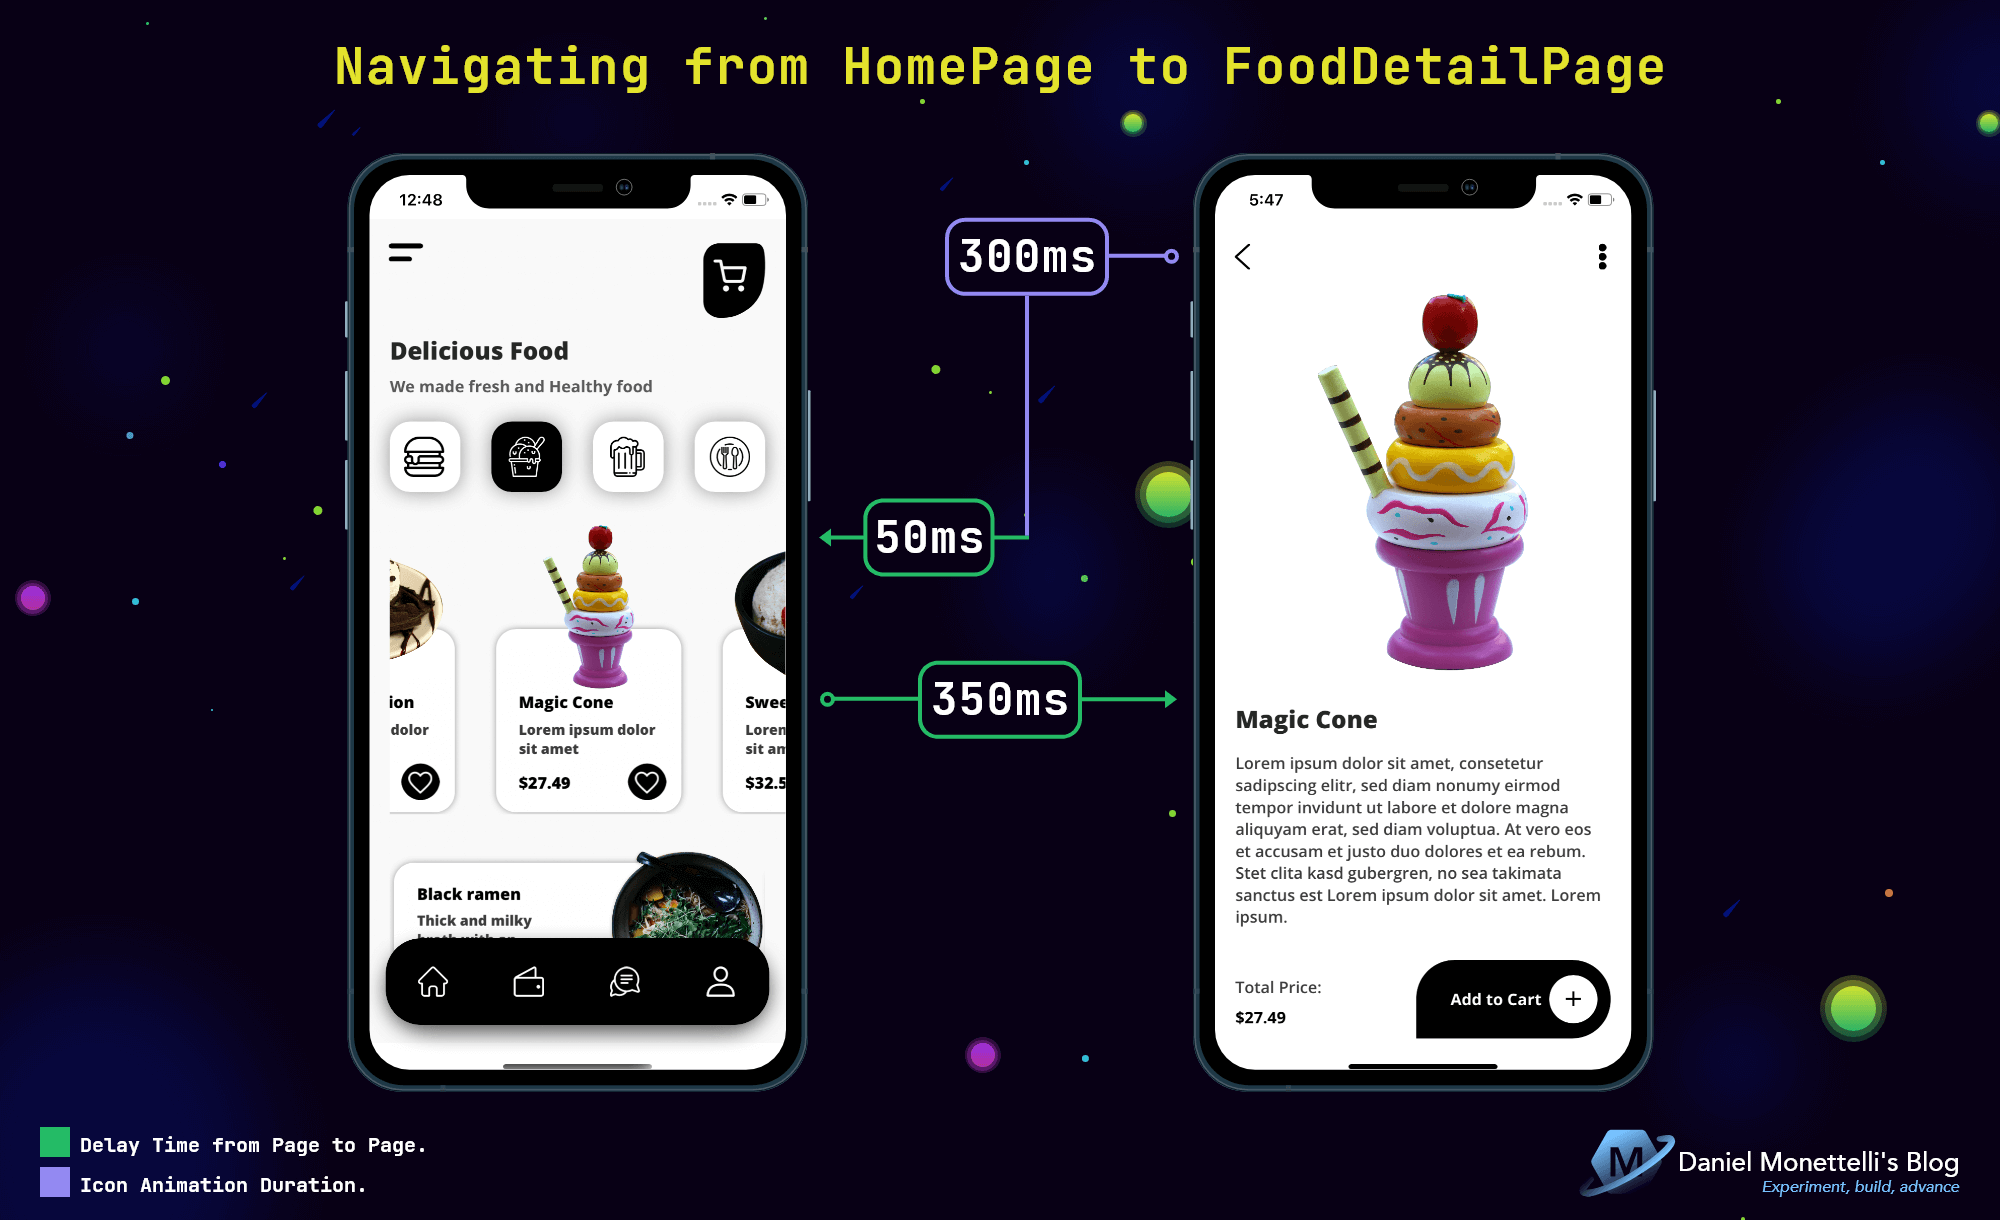 Navigating from HomePage to FoodDetailPage
12:48
Delicious Food
We made fresh and Healthy food
ion
dolor
Magic Cone
Lorem ipsum dolor
sit amet
$27.49
Swee
Loren
sit am
$32.5
Black ramen
Thick and milky
broth with an
300ms
50ms
350ms
5:47
Magic Cone
Lorem ipsum dolor sit amet, consetetur
sadipscing elitr, sed diam nonumy eirmod
tempor invidunt ut labore et dolore magna
aliquyam erat, sed diam voluptua. At vero eos
et accusam et justo duo dolores et ea rebum.
Stet clita kasd gubergren, no sea takimata
sanctus est Lorem ipsum dolor sit amet. Lorem
ipsum.
Total Price:
$27.49
Add to Cart
Delay Time from Page to Page.
Icon Animation Duration.
M
Daniel Monettelli's Blog
Experiment, build, advance